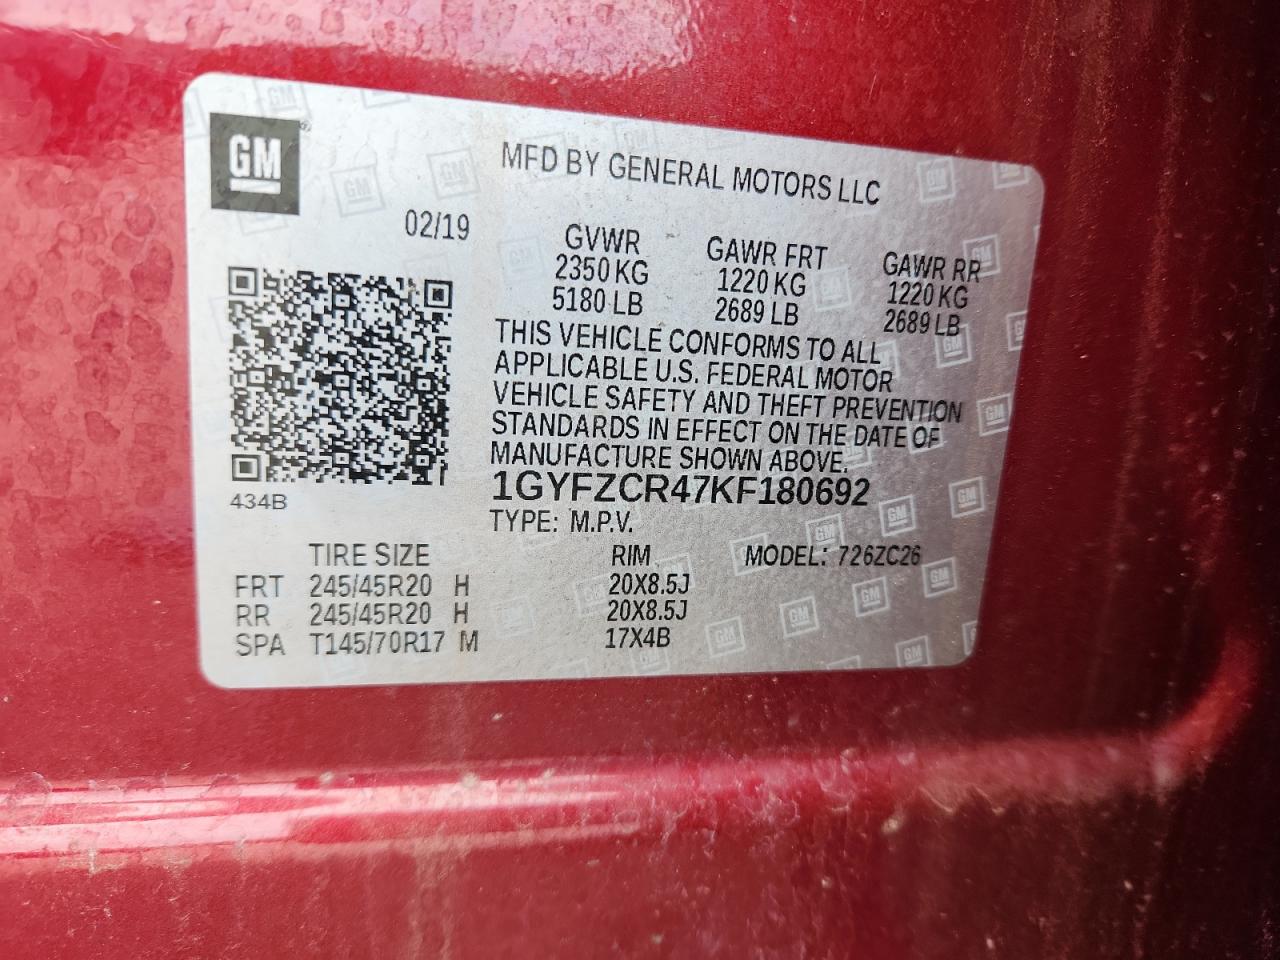 GM
MFD BY GENERAL MOTORS LLC
02/19
GVWR GAWR FRT GAWR RR
2350 KG 1220 KG 1220 KG
5180 LB 2689 LB 2689 LB
THIS VEHICLE CONFORMS TO ALL
APPLICABLE U.S. FEDERAL MOTOR
VEHICLE SAFETY AND THEFT PREVENTION
STANDARDS IN EFFECT ON THE DATE OF
MANUFACTURE SHOWN ABOVE.
434B
1GYFZCR47KF180692
TYPE: M.P.V.
TIRE SIZE RIM MODEL: 726ZC26
FRT 245/45R20 H 20X8.5J
RR 245/45R20 H 20X8.5J
SPA T145/70R17 M 17X4B